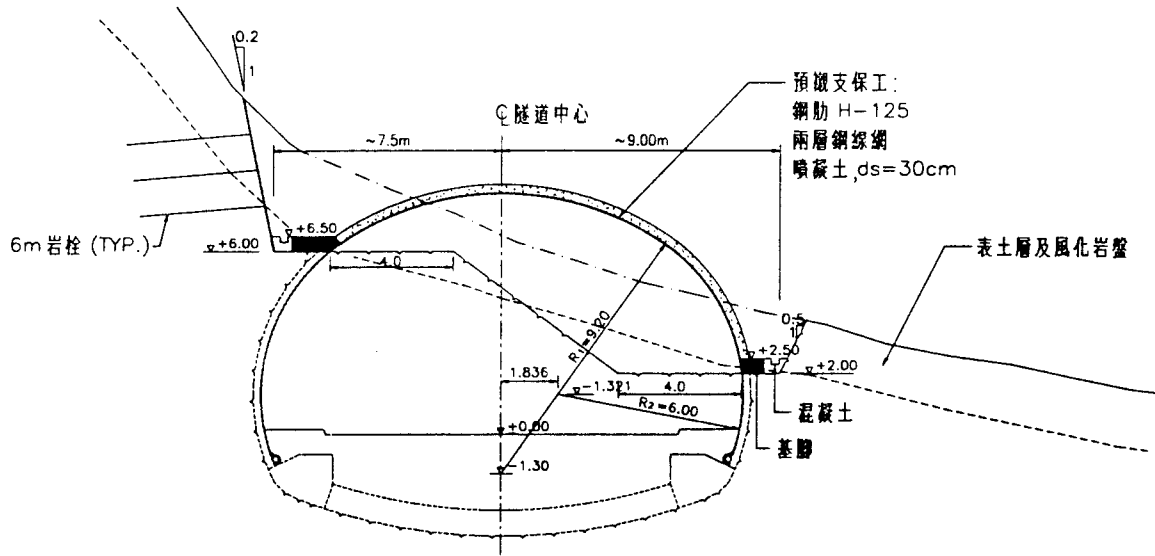 0.2
1
℄隧道中心
~7.5m
~9.00m
預襯支保工:
鋼肋 H-125
兩層鋼線網
噴凝土,ds=30cm
6m 岩栓 (TYP.)
+6.50
+6.00
4.0
表土層及風化岩盤
0.5
1
R1=9.20
+2.50
+2.00
1.836
-1.321
4.0
R2=6.00
混凝土
+0.00
基腳
-1.30